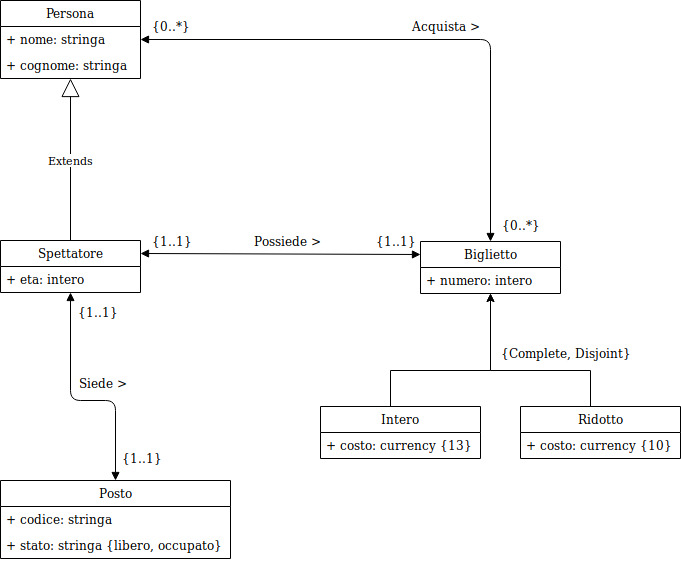 Persona
+ nome: stringa
+ cognome: stringa
{0..*}
Acquista >
Extends
{0..*}
Spettatore
+ eta: intero
{1..1}
Possiede >
{1..1}
Biglietto
+ numero: intero
{1..1}
{Complete, Disjoint}
Siede >
Intero
+ costo: currency {13}
Ridotto
+ costo: currency {10}
{1..1}
Posto
+ codice: stringa
+ stato: stringa {libero, occupato}